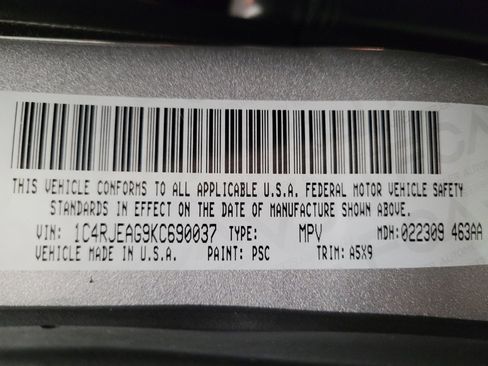 THIS VEHICLE CONFORMS TO ALL APPLICABLE U.S.A. FEDERAL MOTOR VEHICLE SAFETY
STANDARDS IN EFFECT ON THE DATE OF MANUFACTURE SHOWN ABOVE.
VIN: 1C4RJEAG9KC690037 TYPE: MPV MDH: 022309 463AA
VEHICLE MADE IN U.S.A. PAINT: PSC TRIM: A5X9